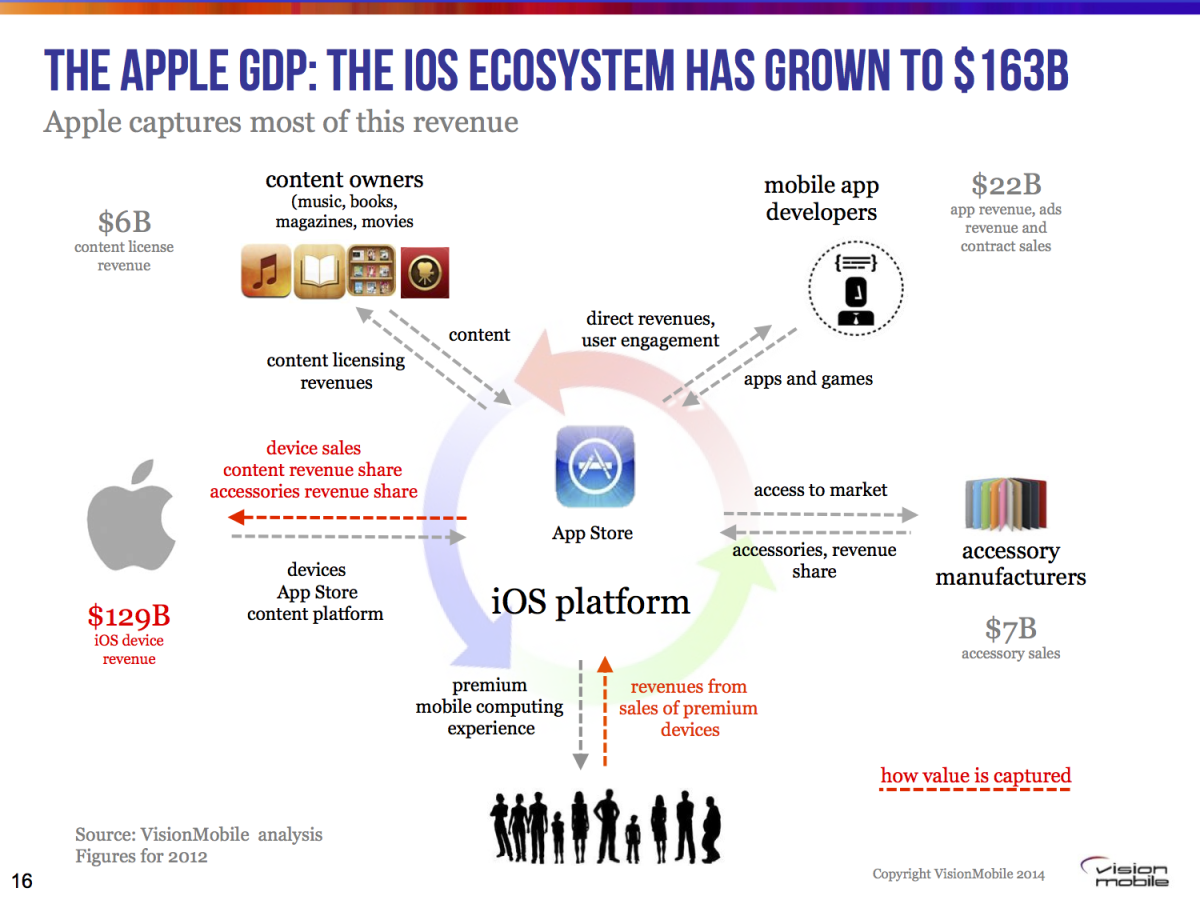 THE APPLE GDP: THE IOS ECOSYSTEM HAS GROWN TO $163B
Apple captures most of this revenue
$6B
content license
revenue
content owners
(music, books,
magazines, movies
mobile app
developers
$22B
app revenue, ads
revenue and
contract sales
content
content licensing
revenues
direct revenues,
user engagement
apps and games
device sales
content revenue share
accessories revenue share
devices
App Store
content platform
$129B
iOS device
revenue
App Store
iOS platform
access to market
accessories, revenue
share
accessory
manufacturers
$7B
accessory sales
premium
mobile computing
experience
revenues from
sales of premium
devices
how value is captured
Source: VisionMobile analysis
Figures for 2012
16
Copyright VisionMobile 2014
vision
mobile